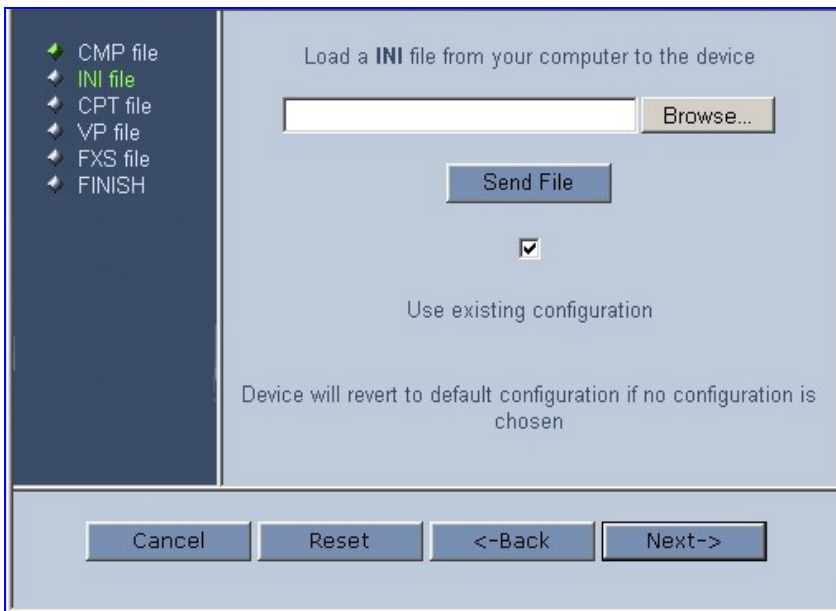 CMP file
INI file
CPT file
VP file
FXS file
FINISH
Load a INI file from your computer to the device
Browse...
Send File
Use existing configuration
Device will revert to default configuration if no configuration is
chosen
Cancel
Reset
<-Back
Next->